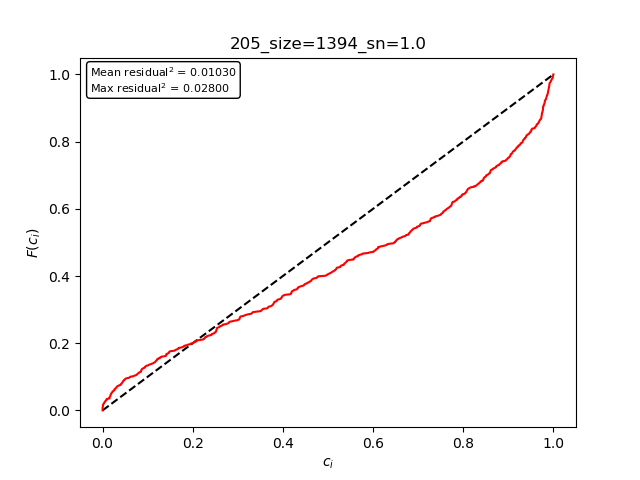 205_size=1394_sn=1.0
Mean residual² = 0.01030
Max residual² = 0.02800
1.0
0.8
0.6
0.4
0.2
0.0
F(cᵢ)
0.0 0.2 0.4 0.6 0.8 1.0
cᵢ